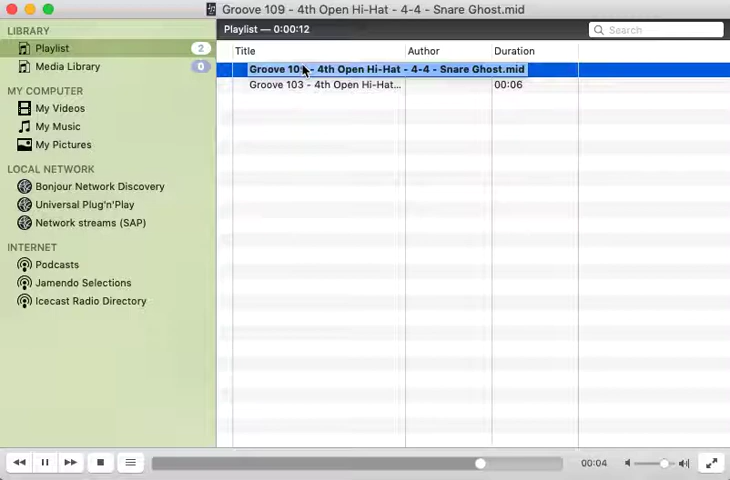 Groove 109 - 4th Open Hi-Hat - 4-4 - Snare Ghost.mid
LIBRARY
Playlist
2
Media Library
0
MY COMPUTER
My Videos
My Music
My Pictures
LOCAL NETWORK
Bonjour Network Discovery
Universal Plug'n'Play
Network streams (SAP)
INTERNET
Podcasts
Jamendo Selections
Icecast Radio Directory
Playlist — 0:00:12
Search
Title Author Duration
Groove 109 - 4th Open Hi-Hat - 4-4 - Snare Ghost.mid
Groove 103 - 4th Open Hi-Hat... 00:06
00:04